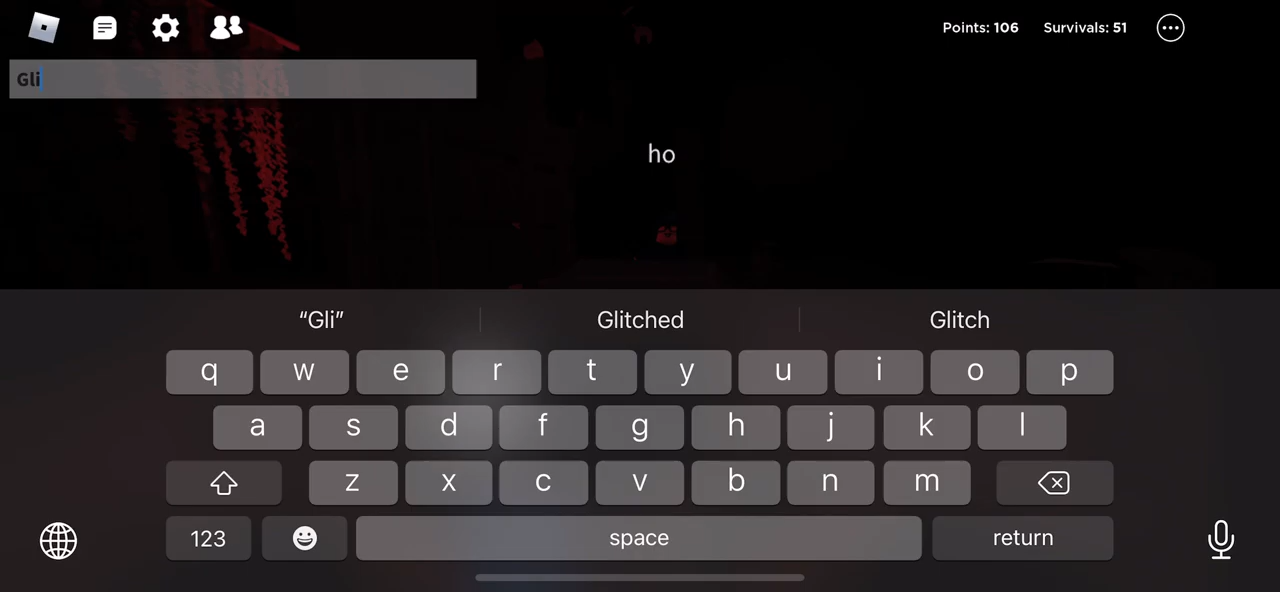 Points: 106 Survivals: 51
Gli
ho
“Gli” Glitched Glitch
q w e r t y u i o p
a s d f g h j k l
z x c v b n m
123 space return